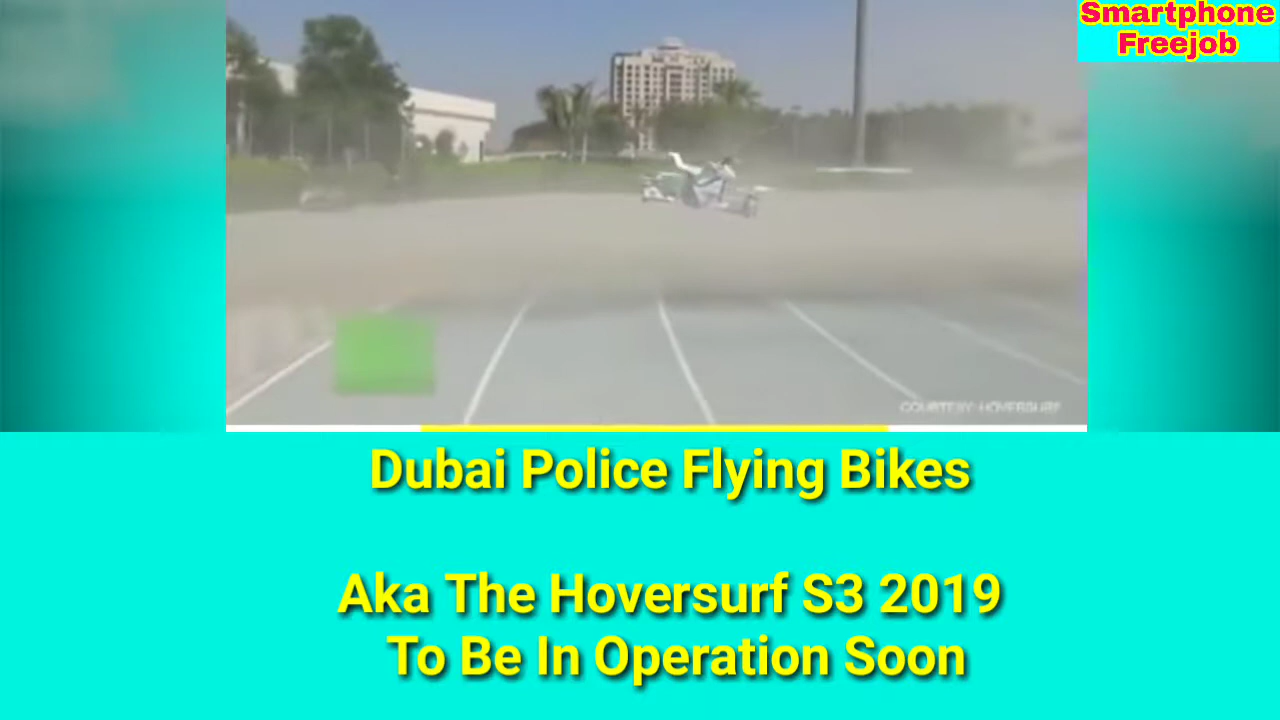 Smartphone
Freejob
COURTESY: HOVERSURF
Dubai Police Flying Bikes
Aka The Hoversurf S3 2019
To Be In Operation Soon